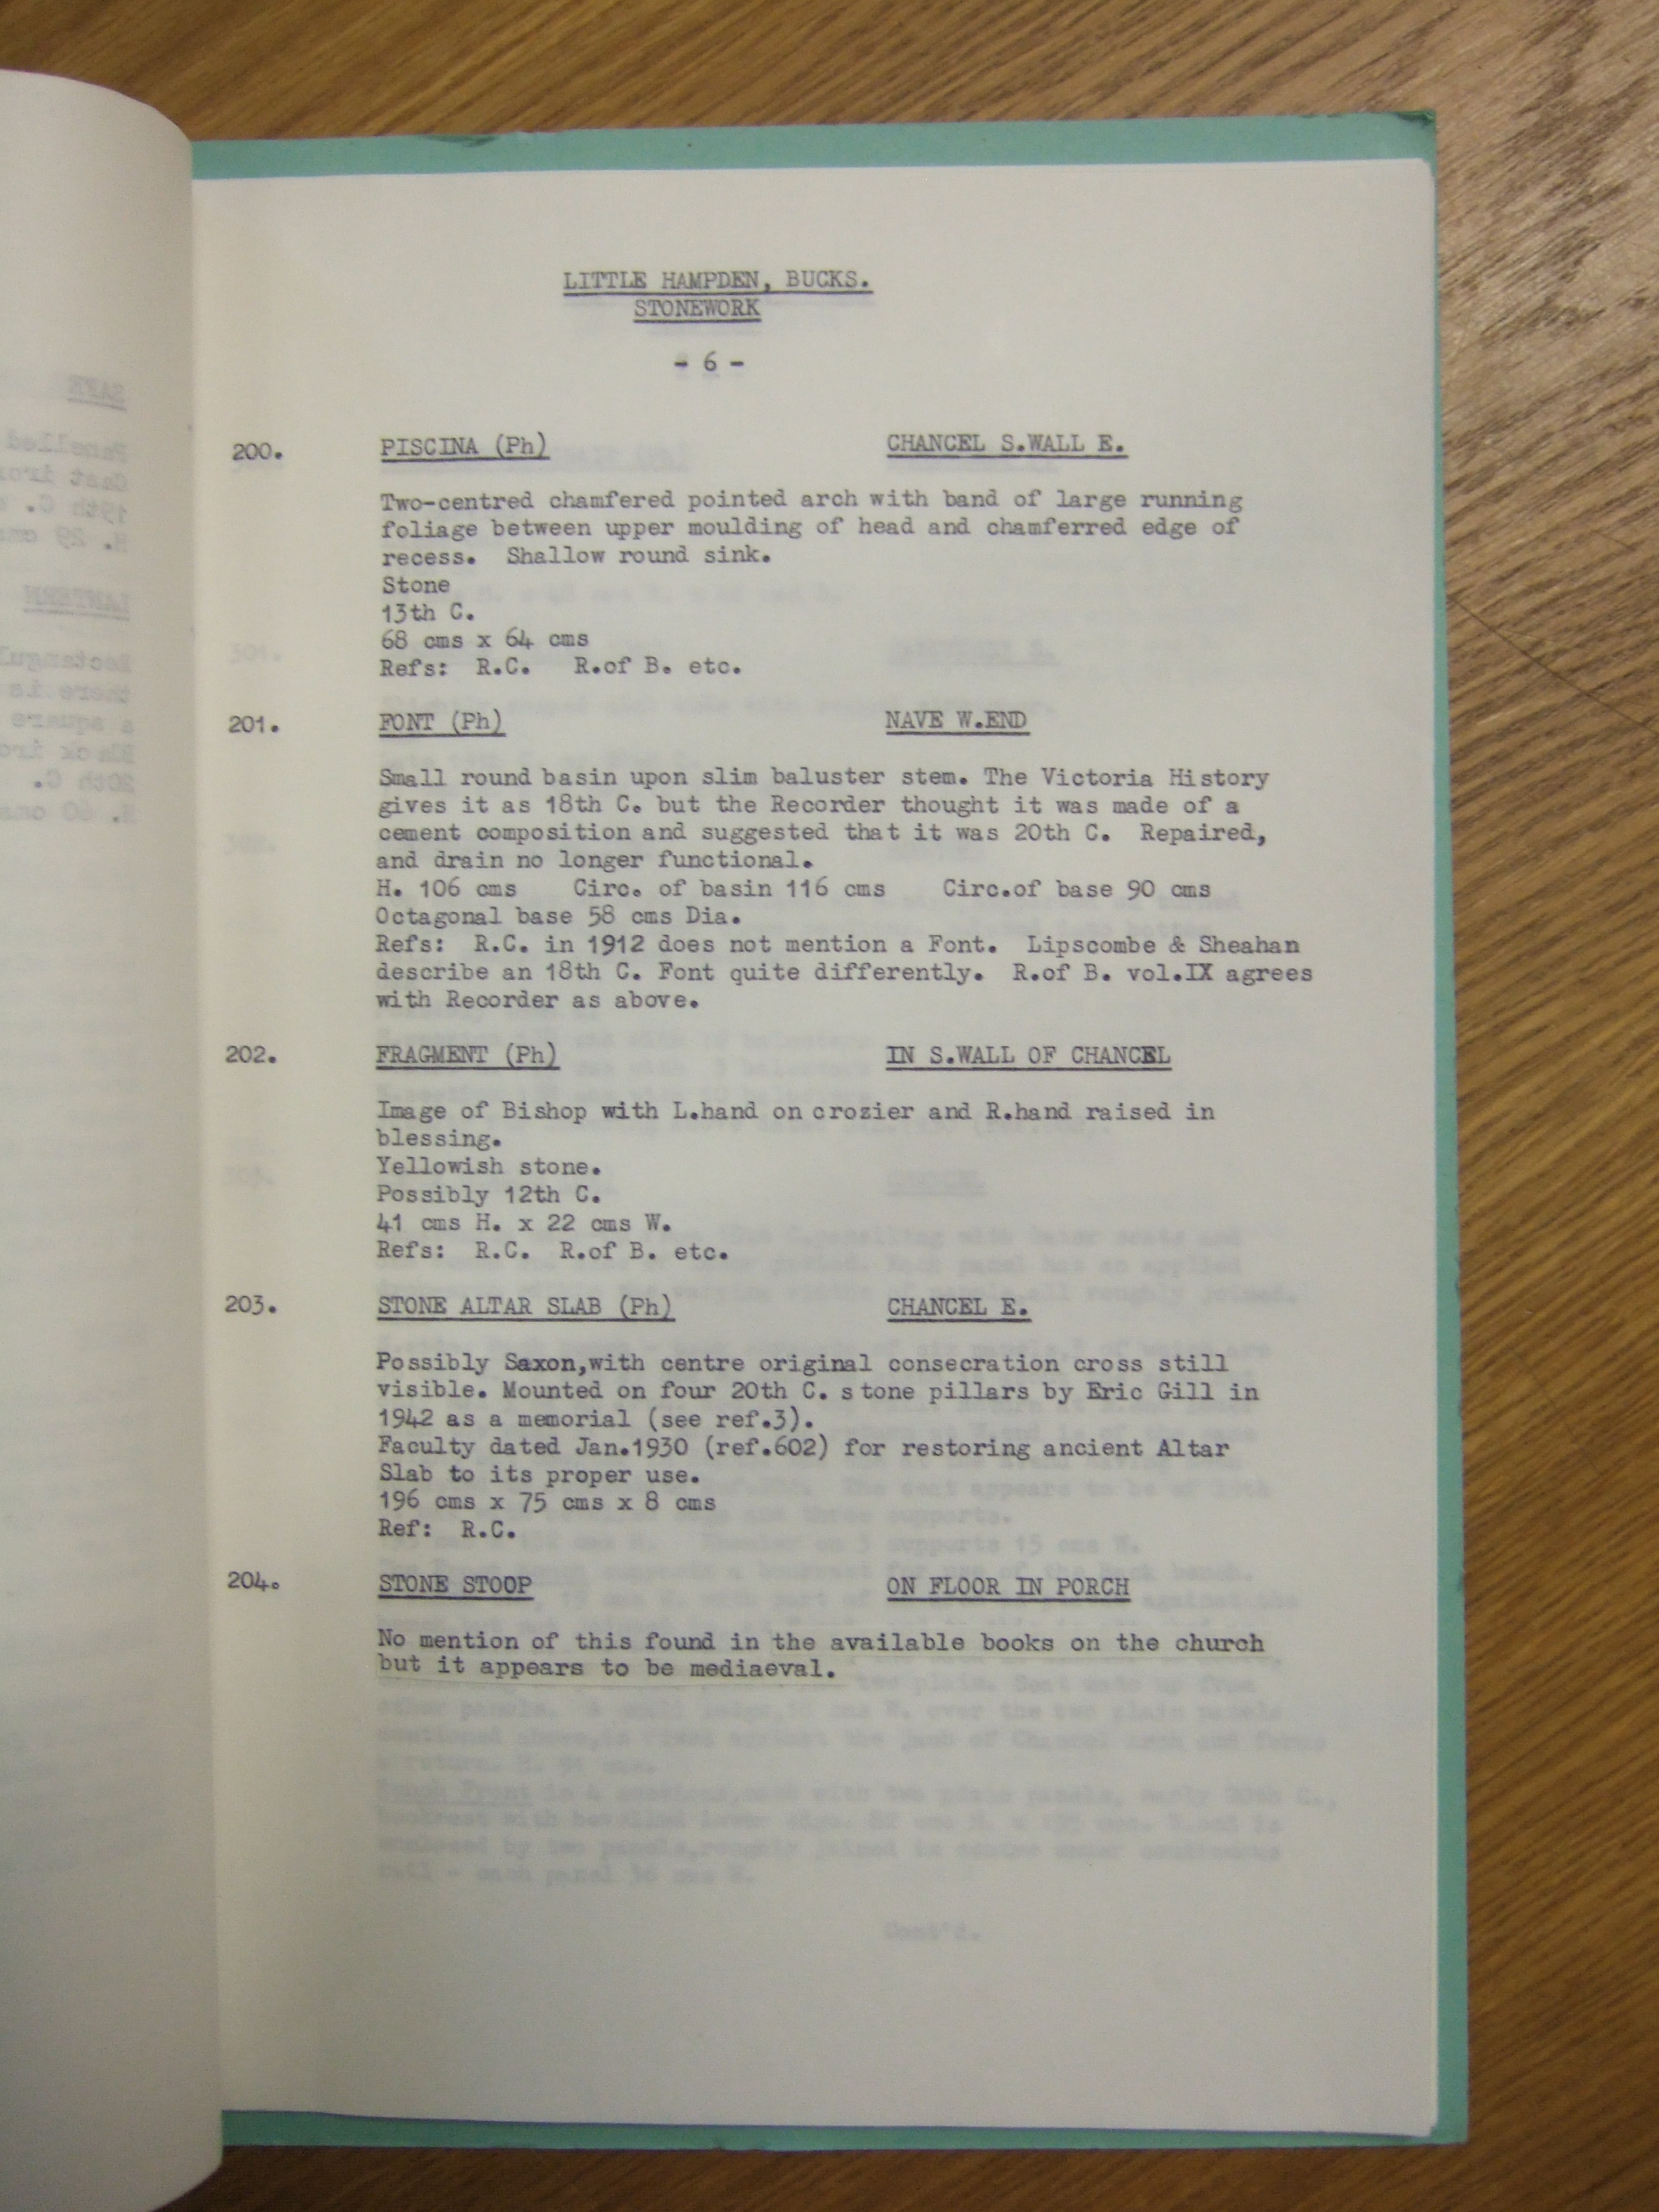 LITTLE HAMPDEN, BUCKS.
STONEWORK
- 6 -
200. PISCINA (Ph) CHANCEL S.WALL E.
Two-centred chamfered pointed arch with band of large running
foliage between upper moulding of head and chamferred edge of
recess. Shallow round sink.
Stone
13th C.
68 cms x 64 cms
Refs: R.C. R.of B. etc.
201. FONT (Ph) NAVE W.END
Small round basin upon slim baluster stem. The Victoria History
gives it as 18th C. but the Recorder thought it was made of a
cement composition and suggested that it was 20th C. Repaired,
and drain no longer functional.
H. 106 cms Circ. of basin 116 cms Circ.of base 90 cms
Octagonal base 58 cms Dia.
Refs: R.C. in 1912 does not mention a Font. Lipscombe & Sheahan
describe an 18th C. Font quite differently. R.of B. vol.IX agrees
with Recorder as above.
202. FRAGMENT (Ph) IN S.WALL OF CHANCEL
Image of Bishop with L.hand on crozier and R.hand raised in
blessing.
Yellowish stone.
Possibly 12th C.
41 cms H. x 22 cms W.
Refs: R.C. R.of B. etc.
203. STONE ALTAR SLAB (Ph) CHANCEL E.
Possibly Saxon,with centre original consecration cross still
visible. Mounted on four 20th C. stone pillars by Eric Gill in
1942 as a memorial (see ref.3).
Faculty dated Jan.1930 (ref.602) for restoring ancient Altar
Slab to its proper use.
196 cms x 75 cms x 8 cms
Ref: R.C.
204. STONE STOOP ON FLOOR IN PORCH
No mention of this found in the available books on the church
but it appears to be mediaeval.